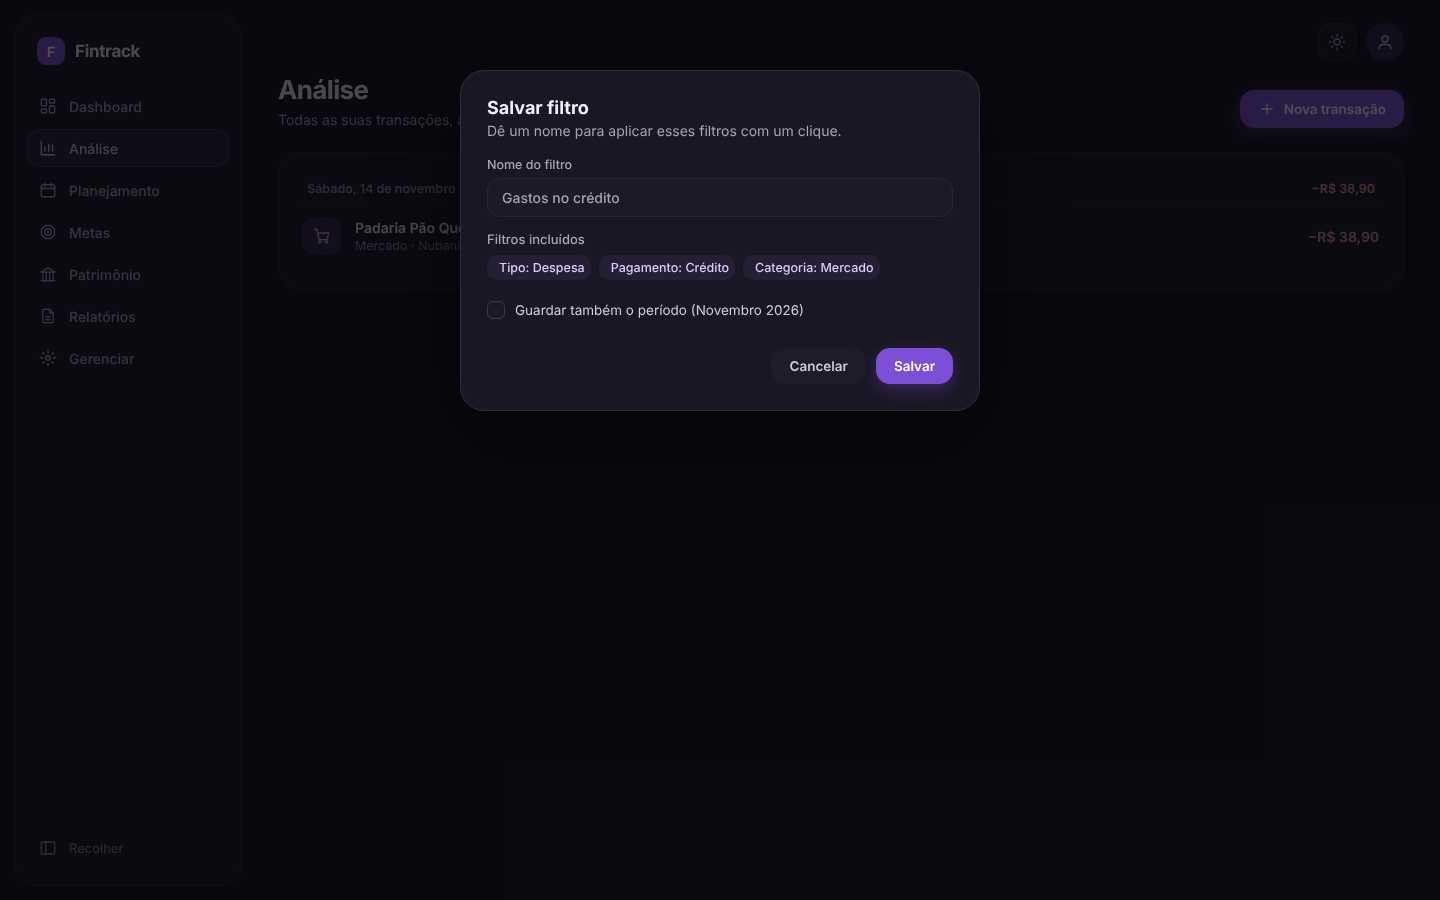 F Fintrack
Dashboard
Análise
Planejamento
Metas
Patrimônio
Relatórios
Gerenciar
Recolher
Análise
Todas as suas transações,
Nova transação
Sábado, 14 de novembro
−R$ 38,90
Padaria Pão
Mercado · Nubank
−R$ 38,90
Salvar filtro
Dê um nome para aplicar esses filtros com um clique.
Nome do filtro
Gastos no crédito
Filtros incluídos
Tipo: Despesa Pagamento: Crédito Categoria: Mercado
Guardar também o período (Novembro 2026)
Cancelar Salvar